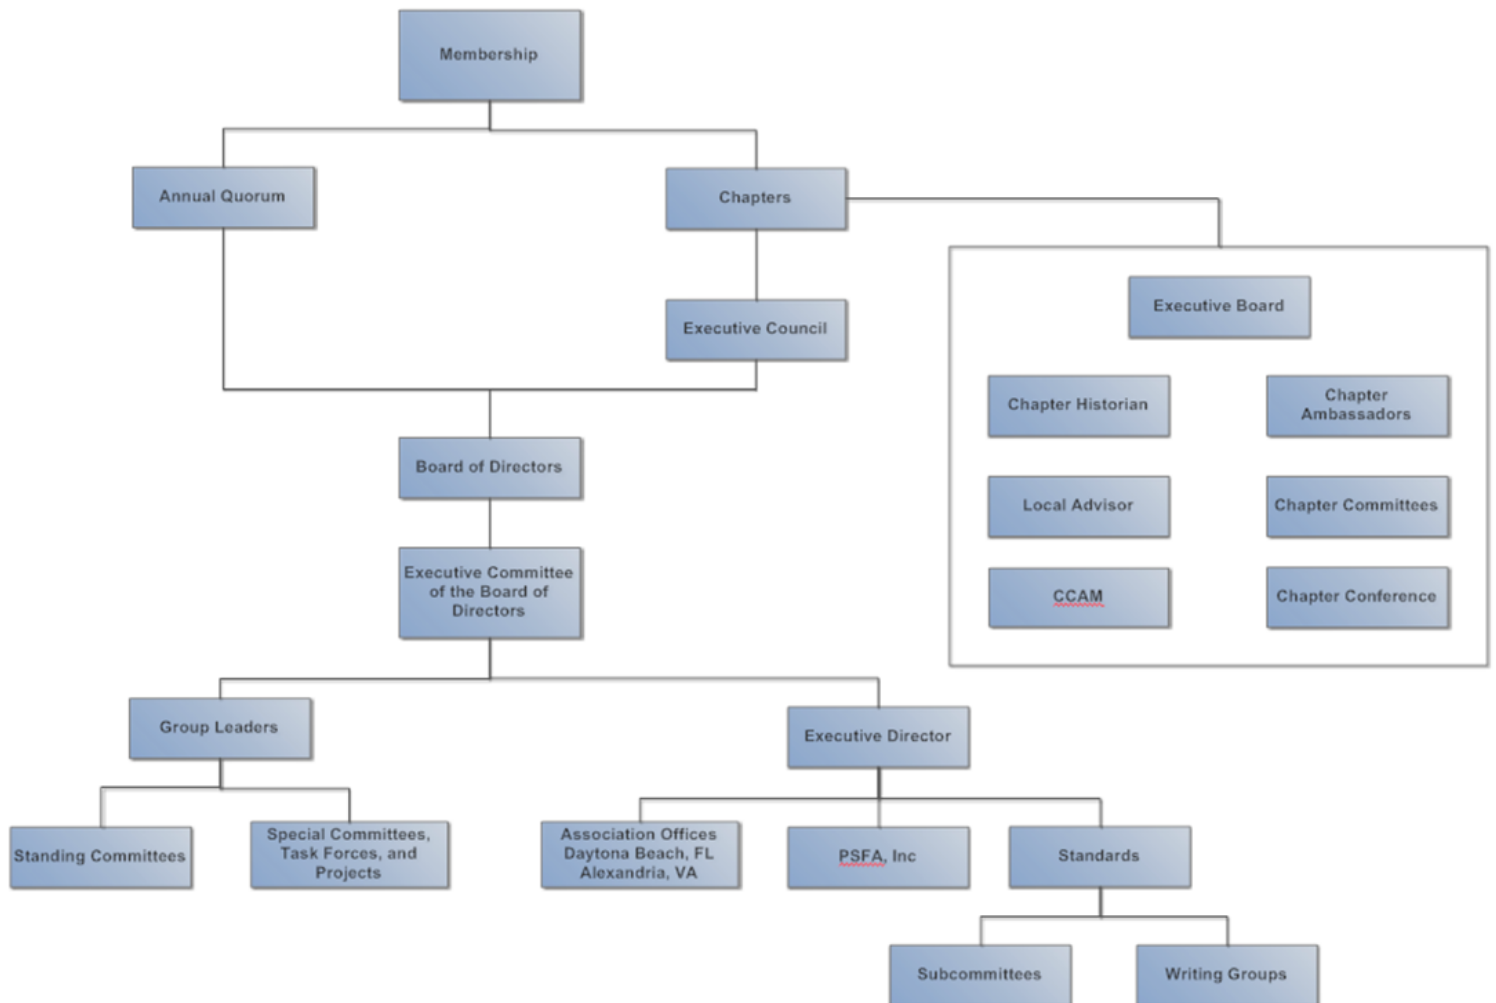 Membership
Annual Quorum
Chapters
Executive Council
Executive Board
Chapter Historian
Chapter
Ambassadors
Local Advisor
Chapter Committees
CCAM
Chapter Conference
Board of Directors
Executive Committee
of the Board of
Directors
Group Leaders
Executive Director
Standing Committees
Special Committees,
Task Forces, and
Projects
Association Offices
Daytona Beach, FL
Alexandria, VA
PSFA, Inc
Standards
Subcommittees
Writing Groups